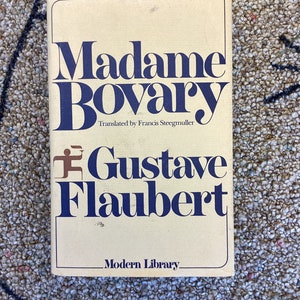 Madame
Bovary
Translated by Francis Steegmuller
Gustave
Flaubert
Modern Library